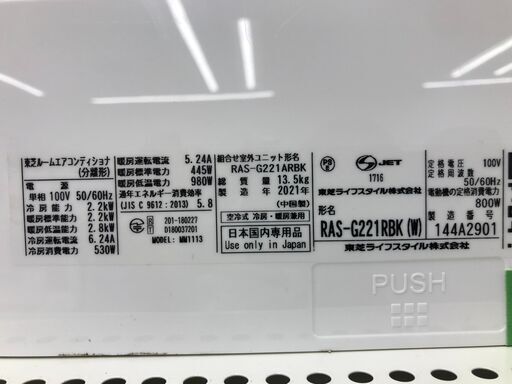 東芝ルームエアコンディショナ
(分離形)
電源
単相 100V 50/60Hz
冷房能力 2.2kW
暖房標準能力 2.2kW
暖房低温能力 2.8kW
冷房運転電流 6.24A
冷房消費電力 530W
暖房運転電流 5.24A
暖房標準電力 445W
暖房低温電力 980W
通年エネルギー消費効率
(JIS C 9612:2013) 5.8
201-180227
D180037201
MODEL: WM1113
組合せ室外ユニット形名
RAS-G221ARBK
総質量 13.5kg
製造年 2021年
(中国製)
空冷式 冷房・暖房兼用
日本国内専用品
Use only in Japan
PS
E
JET
1716
東芝ライフスタイル株式会社
形名
RAS-G221RBK(W)
東芝ライフスタイル株式会社
定格電圧 100V
定格周波数
50/60Hz
電動機の定格消費電力
800W
製造番号
144A2901
PUSH